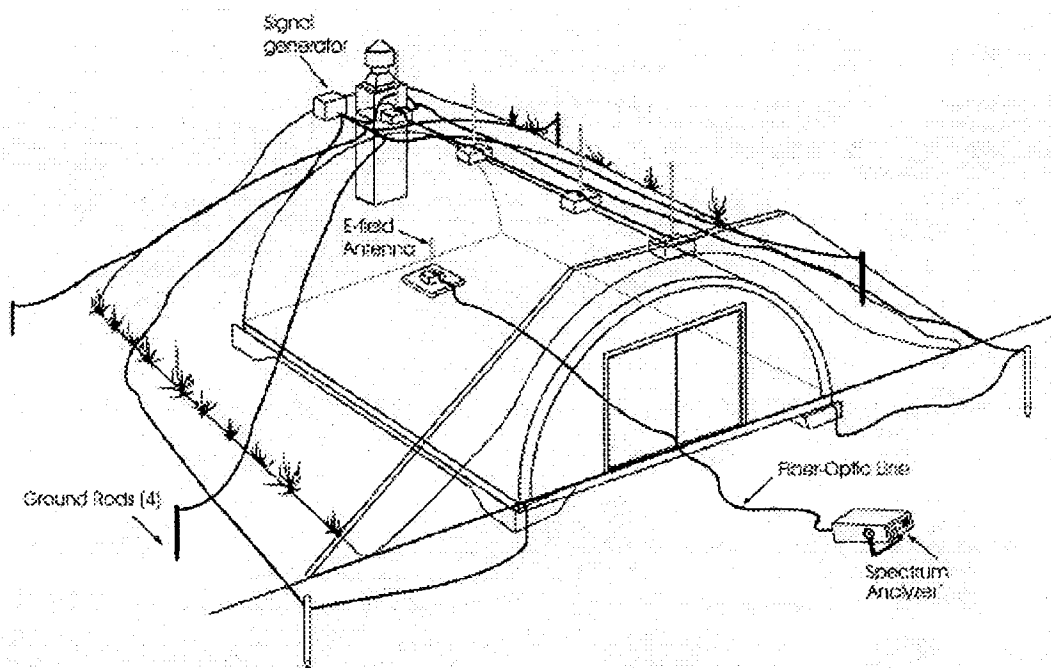 Signal
generator
E-field
Antenna
Ground Rods (4)
Fiber-Optic Line
Spectrum
Analyzer